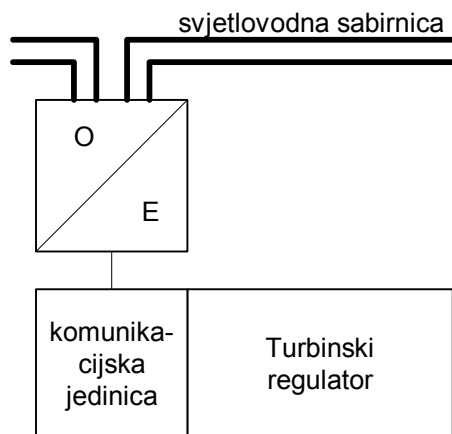 svjetlovodna sabirnica
O
E
komunika-
cijska
jedinica
Turbinski
regulator